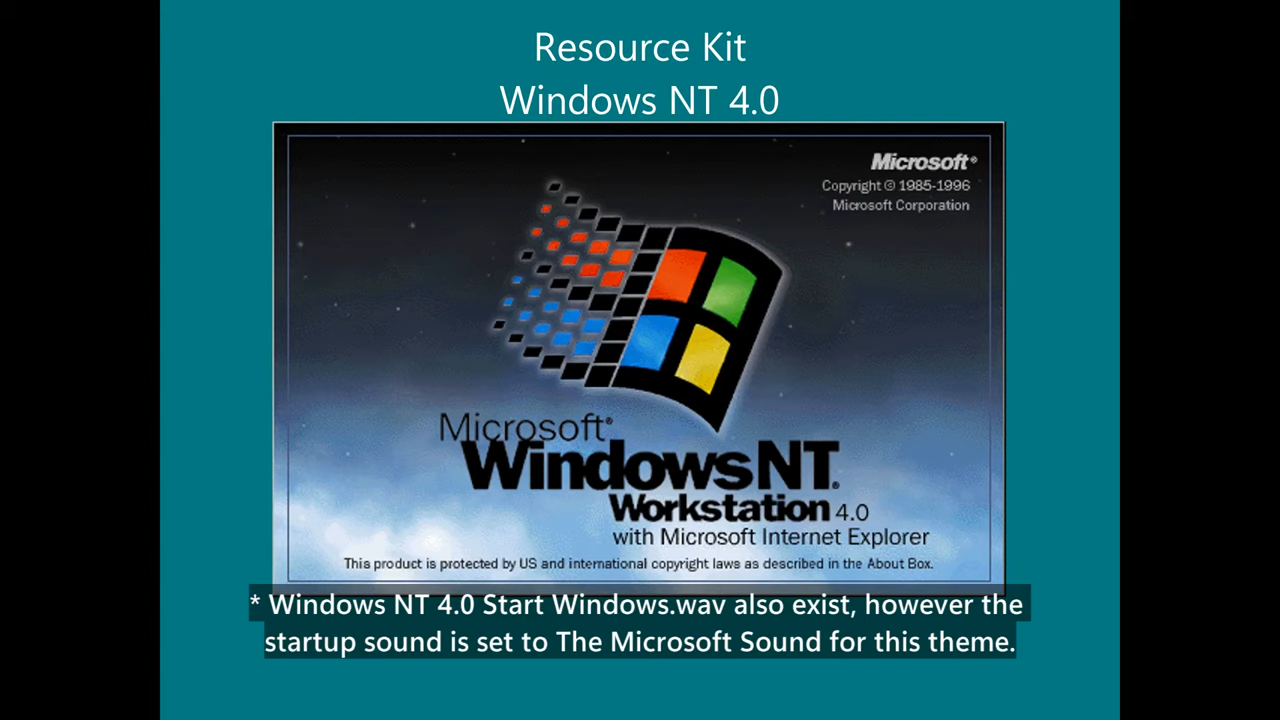 Resource Kit
Windows NT 4.0
Microsoft®
Copyright © 1985-1996
Microsoft Corporation
Microsoft®
Windows NT®
Workstation 4.0
with Microsoft Internet Explorer
This product is protected by US and international copyright laws as described in the About Box.
* Windows NT 4.0 Start Windows.wav also exist, however the
startup sound is set to The Microsoft Sound for this theme.